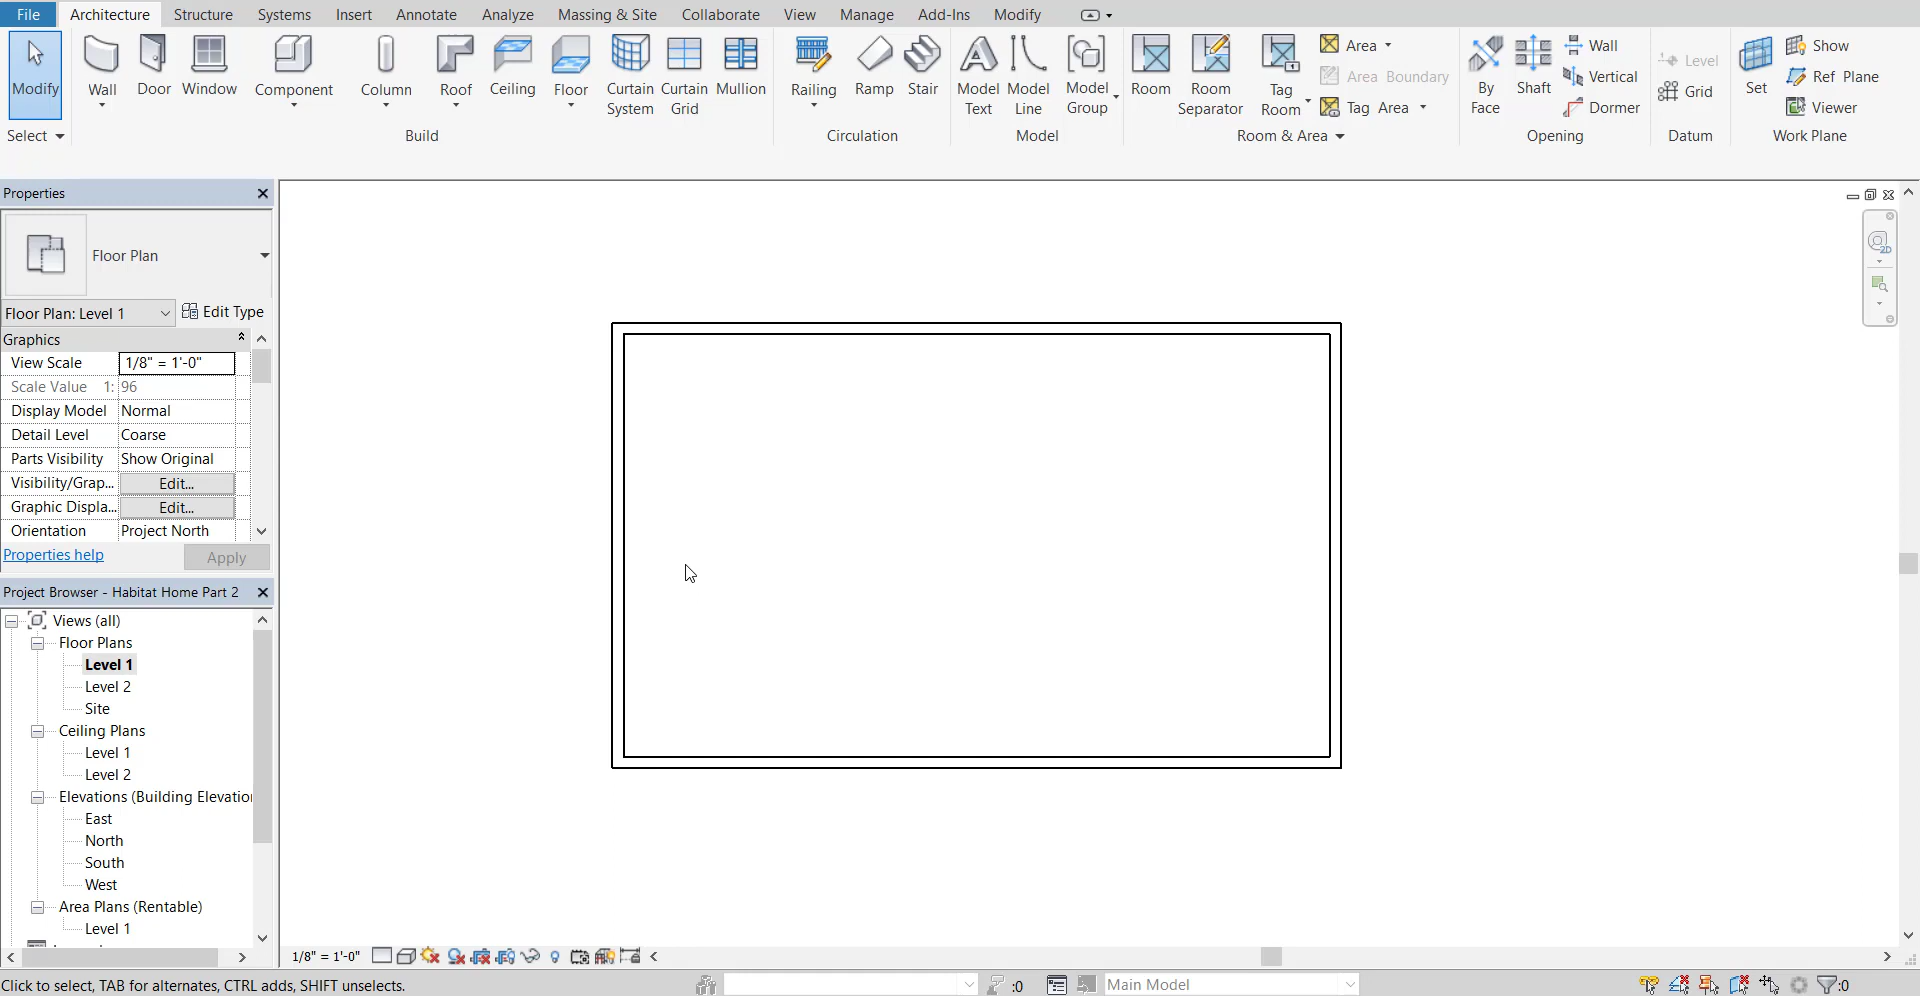 File Architecture Structure Systems Insert Annotate Analyze Massing & Site Collaborate View Manage Add-Ins Modify
Modify Wall Door Window Component Column Roof Ceiling Floor Curtain System Curtain Grid Mullion Railing Ramp Stair Model Text Model Line Model Group Room Room Separator Tag Room
Area
Area Boundary
Tag Area
By Face Shaft
Wall
Vertical
Dormer
Level
Grid
Set
Show
Ref Plane
Viewer
Select Build Circulation Model Room & Area Opening Datum Work Plane
Properties
Floor Plan
Floor Plan: Level 1 Edit Type
Graphics
View Scale 1/8" = 1'-0"
Scale Value 1: 96
Display Model Normal
Detail Level Coarse
Parts Visibility Show Original
Visibility/Grap... Edit...
Graphic Displa... Edit...
Orientation Project North
Properties help Apply
Project Browser - Habitat Home Part 2
Views (all)
Floor Plans
Level 1
Level 2
Site
Ceiling Plans
Level 1
Level 2
Elevations (Building Elevatio
East
North
South
West
Area Plans (Rentable)
Level 1
2D
1/8" = 1'-0"
Click to select, TAB for alternates, CTRL adds, SHIFT unselects. :0 Main Model :0